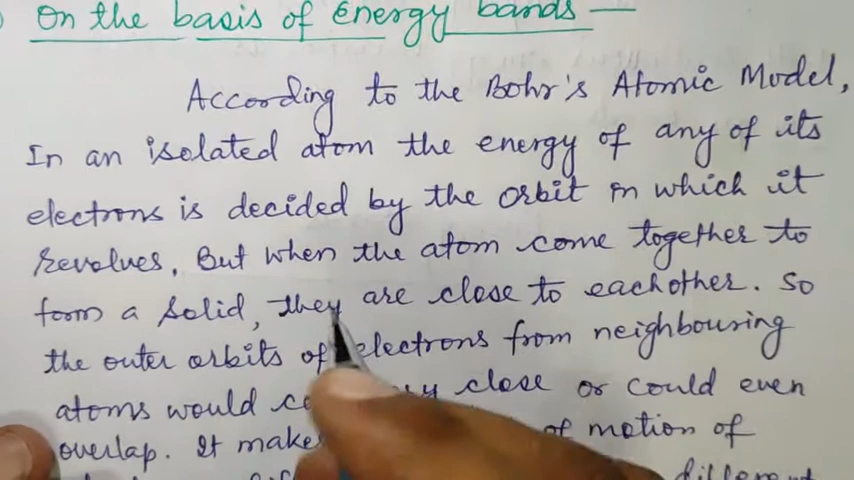 On the basis of Energy bands —
According to the Bohr's Atomic Model,
In an isolated atom the energy of any of its
electrons is decided by the orbit in which it
revolves. But when the atom come together to
form a solid, they are close to eachother. So
the outer orbits of electrons from neighbouring
atoms would close or could even
overlap. It makes of motion of
different